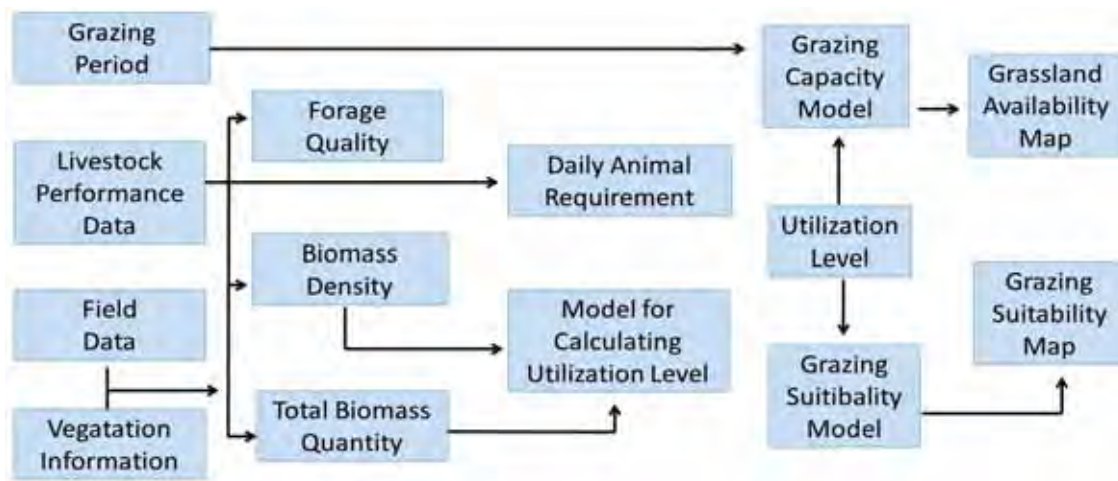 Grazing
Period
Livestock
Performance
Data
Field
Data
Vegatation
Information
Forage
Quality
Biomass
Density
Total Biomass
Quantity
Daily Animal
Requirement
Model for
Calculating
Utilization Level
Grazing
Capacity
Model
Utilization
Level
Grazing
Suitibality
Model
Grassland
Availability
Map
Grazing
Suitability
Map